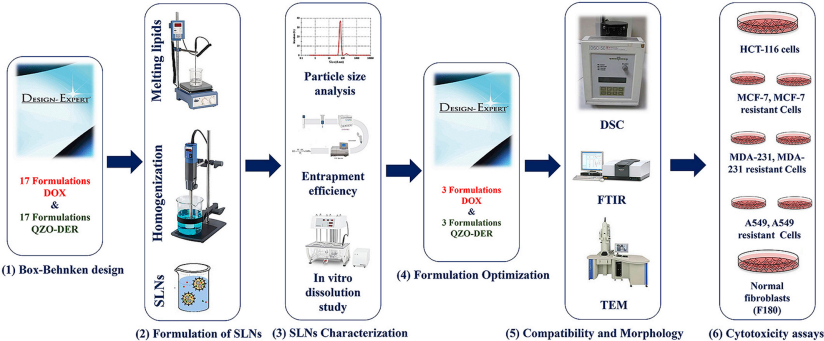 DESIGN-EXPERT
17 Formulations
DOX
&
17 Formulations
QZO-DER
(1) Box-Behnken design
Melting lipids
Homogenization
SLNs
(2) Formulation of SLNs
Particle size
analysis
Entrapment
efficiency
In vitro
dissolution
study
(3) SLNs Characterization
DESIGN-EXPERT
3 Formulations
DOX
&
3 Formulations
QZO-DER
(4) Formulation Optimization
DSC
FTIR
TEM
(5) Compatibility and Morphology
HCT-116 cells
MCF-7, MCF-7
resistant Cells
MDA-231, MDA-
231 resistant Cells
A549, A549
resistant Cells
Normal
fibroblasts
(F180)
(6) Cytotoxicity assays